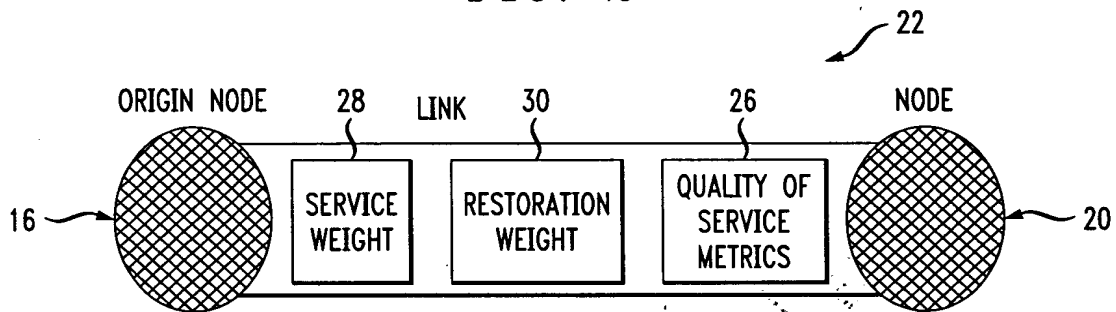 22
ORIGIN NODE 28 LINK 30 26 NODE
16 SERVICE WEIGHT RESTORATION WEIGHT QUALITY OF SERVICE METRICS 20